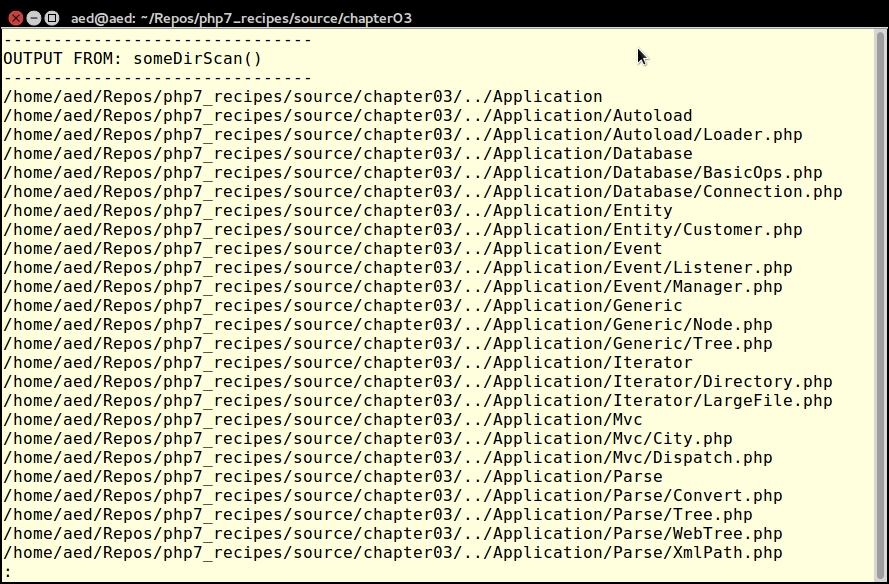 aed@aed: ~/Repos/php7_recipes/source/chapter03
-------------------------------
OUTPUT FROM: someDirScan()
-------------------------------
/home/aed/Repos/php7_recipes/source/chapter03/../Application
/home/aed/Repos/php7_recipes/source/chapter03/../Application/Autoload
/home/aed/Repos/php7_recipes/source/chapter03/../Application/Autoload/Loader.php
/home/aed/Repos/php7_recipes/source/chapter03/../Application/Database
/home/aed/Repos/php7_recipes/source/chapter03/../Application/Database/BasicOps.php
/home/aed/Repos/php7_recipes/source/chapter03/../Application/Database/Connection.php
/home/aed/Repos/php7_recipes/source/chapter03/../Application/Entity
/home/aed/Repos/php7_recipes/source/chapter03/../Application/Entity/Customer.php
/home/aed/Repos/php7_recipes/source/chapter03/../Application/Event
/home/aed/Repos/php7_recipes/source/chapter03/../Application/Event/Listener.php
/home/aed/Repos/php7_recipes/source/chapter03/../Application/Event/Manager.php
/home/aed/Repos/php7_recipes/source/chapter03/../Application/Generic
/home/aed/Repos/php7_recipes/source/chapter03/../Application/Generic/Node.php
/home/aed/Repos/php7_recipes/source/chapter03/../Application/Generic/Tree.php
/home/aed/Repos/php7_recipes/source/chapter03/../Application/Iterator
/home/aed/Repos/php7_recipes/source/chapter03/../Application/Iterator/Directory.php
/home/aed/Repos/php7_recipes/source/chapter03/../Application/Iterator/LargeFile.php
/home/aed/Repos/php7_recipes/source/chapter03/../Application/Mvc
/home/aed/Repos/php7_recipes/source/chapter03/../Application/Mvc/City.php
/home/aed/Repos/php7_recipes/source/chapter03/../Application/Mvc/Dispatch.php
/home/aed/Repos/php7_recipes/source/chapter03/../Application/Parse
/home/aed/Repos/php7_recipes/source/chapter03/../Application/Parse/Convert.php
/home/aed/Repos/php7_recipes/source/chapter03/../Application/Parse/Tree.php
/home/aed/Repos/php7_recipes/source/chapter03/../Application/Parse/WebTree.php
/home/aed/Repos/php7_recipes/source/chapter03/../Application/Parse/XmlPath.php
: